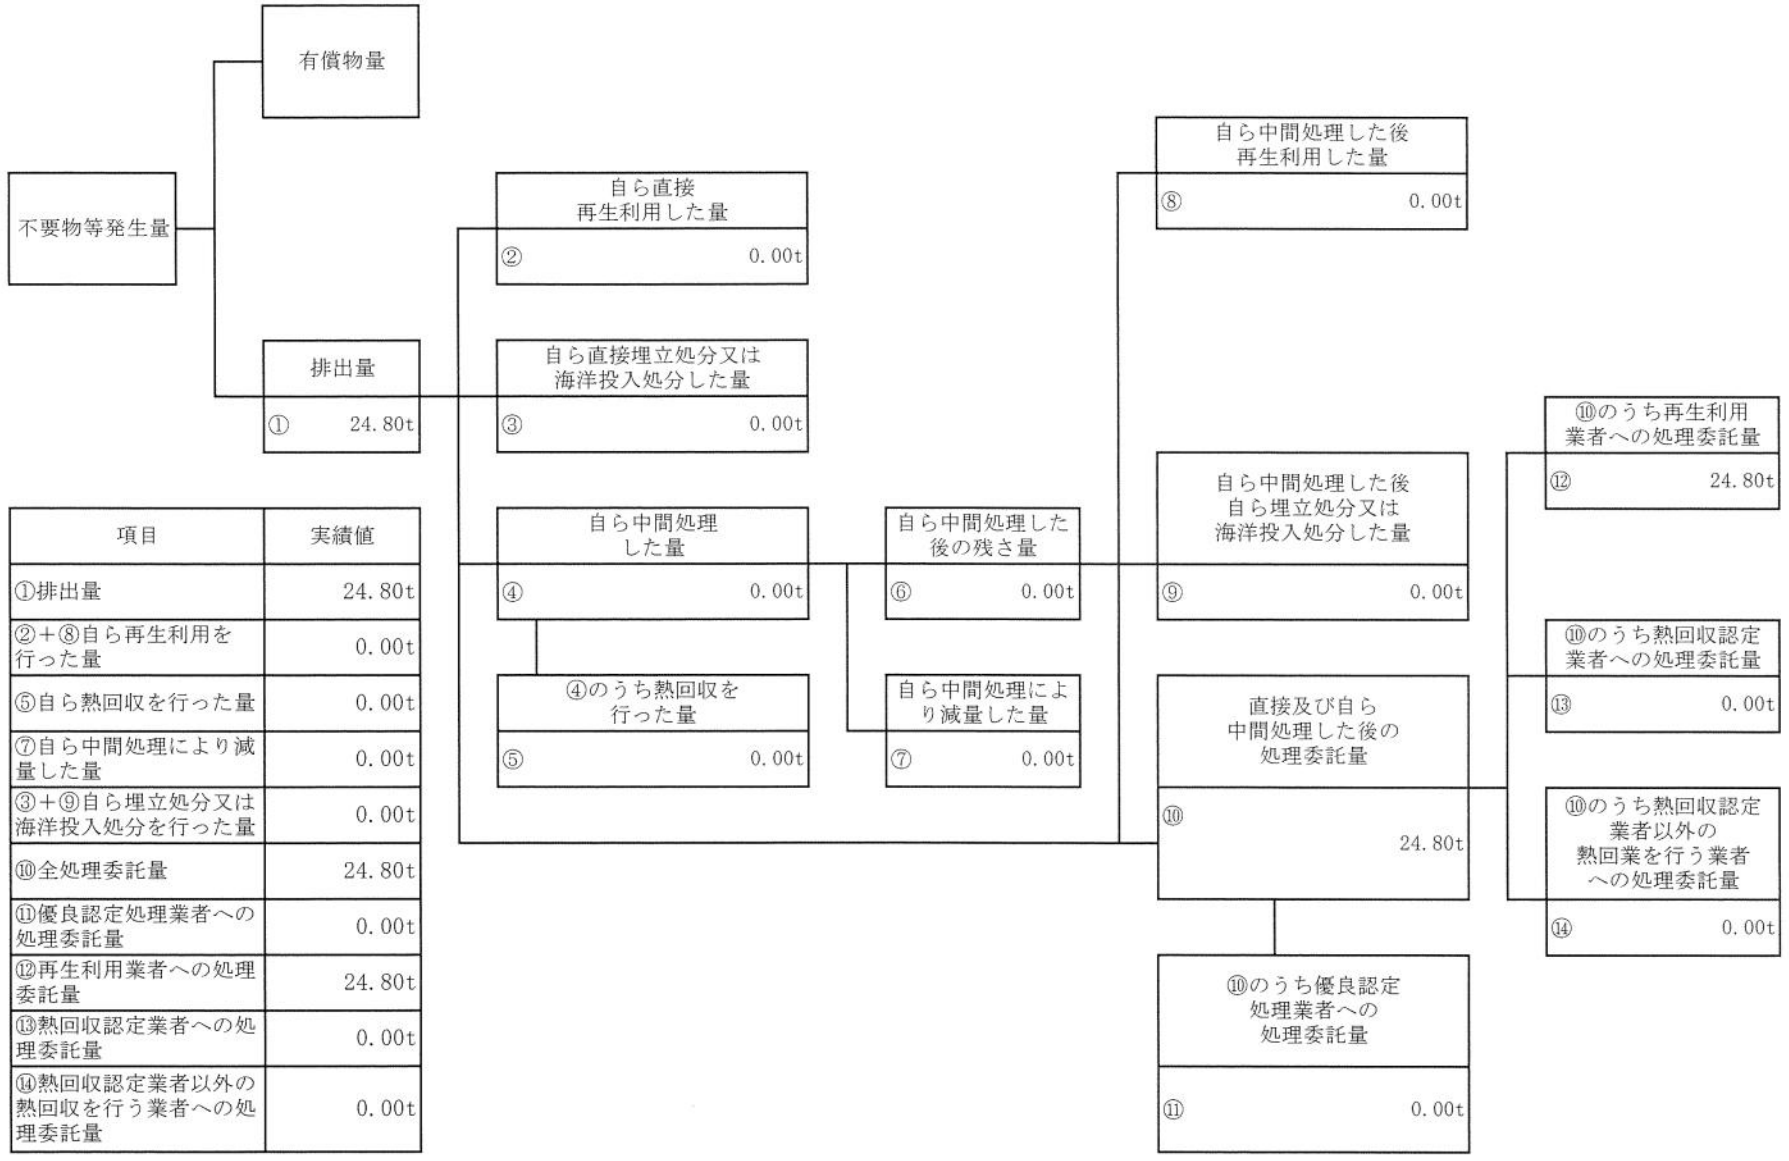 有償物量
不要物等発生量
排出量
① 24.80t
自ら直接
再生利用した量
② 0.00t
自ら直接埋立処分又は
海洋投入処分した量
③ 0.00t
自ら中間処理
した量
④ 0.00t
④のうち熱回収を
行った量
⑤ 0.00t
自ら中間処理した
後の残さ量
⑥ 0.00t
自ら中間処理によ
り減量した量
⑦ 0.00t
自ら中間処理した後
再生利用した量
⑧ 0.00t
自ら中間処理した後
自ら埋立処分又は
海洋投入処分した量
⑨ 0.00t
直接及び自ら
中間処理した後の
処理委託量
⑩
24.80t
⑩のうち優良認定
処理業者への
処理委託量
⑪ 0.00t
⑩のうち再生利用
業者への処理委託量
⑫ 24.80t
⑩のうち熱回収認定
業者への処理委託量
⑬ 0.00t
⑩のうち熱回収認定
業者以外の
熱回業を行う業者
への処理委託量
⑭ 0.00t
項目 実績値
①排出量 24.80t
②+⑧自ら再生利用を
行った量 0.00t
⑤自ら熱回収を行った量 0.00t
⑦自ら中間処理により減
量した量 0.00t
③+⑨自ら埋立処分又は
海洋投入処分を行った量 0.00t
⑩全処理委託量 24.80t
⑪優良認定処理業者への
処理委託量 0.00t
⑫再生利用業者への処理
委託量 24.80t
⑬熱回収認定業者への処
理委託量 0.00t
⑭熱回収認定業者以外の
熱回収を行う業者への処
理委託量 0.00t